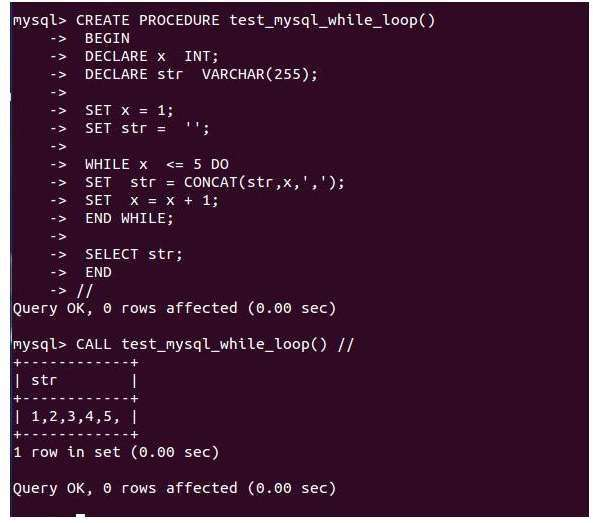 mysql> CREATE PROCEDURE test_mysql_while_loop()
    ->  BEGIN
    ->  DECLARE x  INT;
    ->  DECLARE str  VARCHAR(255);
    ->
    ->  SET x = 1;
    ->  SET str =  '';
    ->
    ->  WHILE x  <= 5 DO
    ->  SET  str = CONCAT(str,x,',');
    ->  SET  x = x + 1;
    ->  END WHILE;
    ->
    ->  SELECT str;
    ->  END
    -> //
Query OK, 0 rows affected (0.00 sec)

mysql> CALL test_mysql_while_loop() //
+------------+
| str        |
+------------+
| 1,2,3,4,5, |
+------------+
1 row in set (0.00 sec)

Query OK, 0 rows affected (0.00 sec)